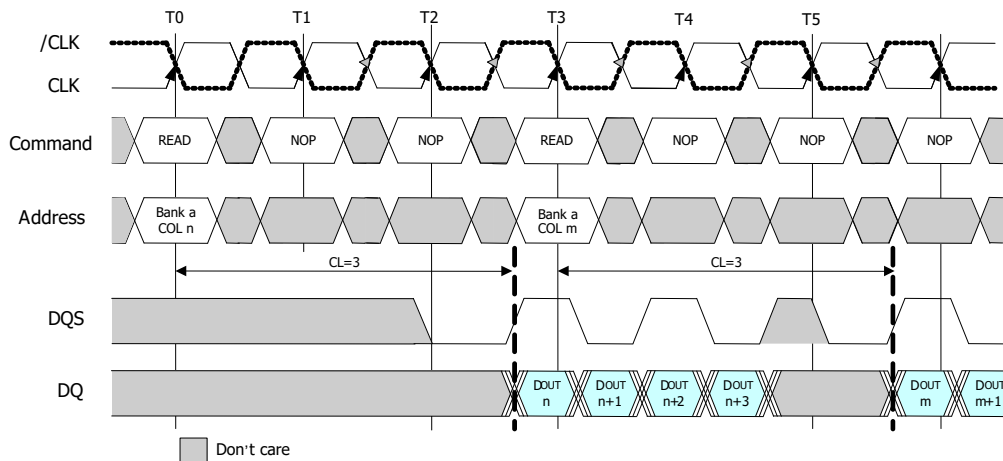 T0 T1 T2 T3 T4 T5
/CLK
CLK
Command READ NOP NOP READ NOP NOP NOP
Address Bank a COL n Bank a COL m
CL=3 CL=3
DQS
DQ DOUT n DOUT n+1 DOUT n+2 DOUT n+3 DOUT m DOUT m+1
Don't care